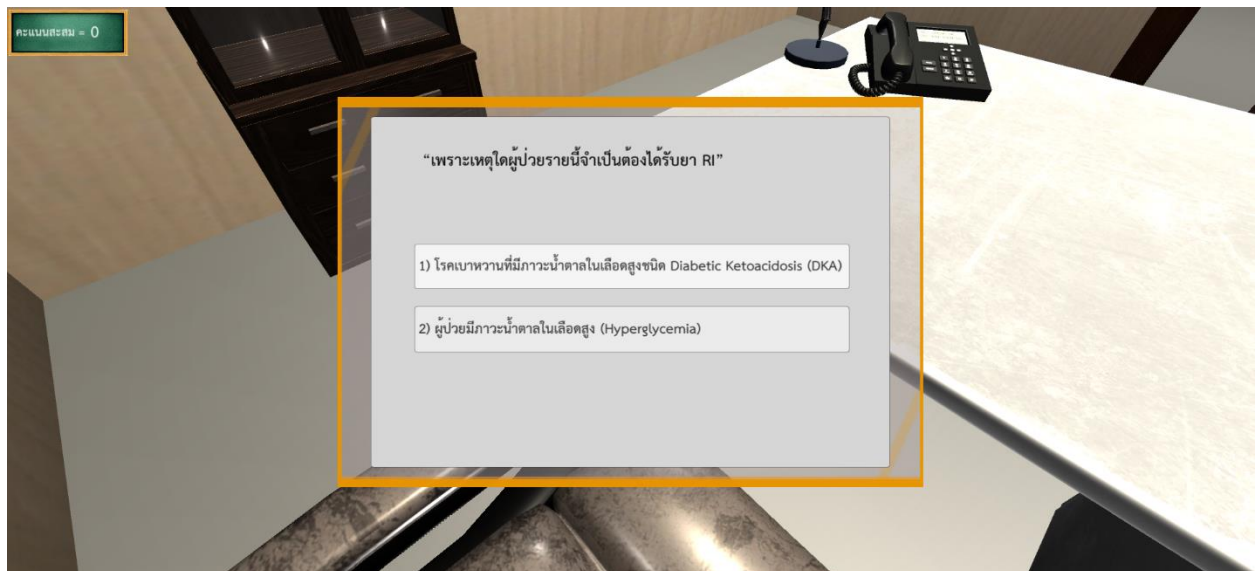 คะแนนสะสม = 0
“เพราะเหตุใดผู้ป่วยรายนี้จำเป็นต้องได้รับยา RI”
1) โรคเบาหวานที่มีภาวะน้ำตาลในเลือดสูงชนิด Diabetic Ketoacidosis (DKA)
2) ผู้ป่วยมีภาวะน้ำตาลในเลือดสูง (Hyperglycemia)